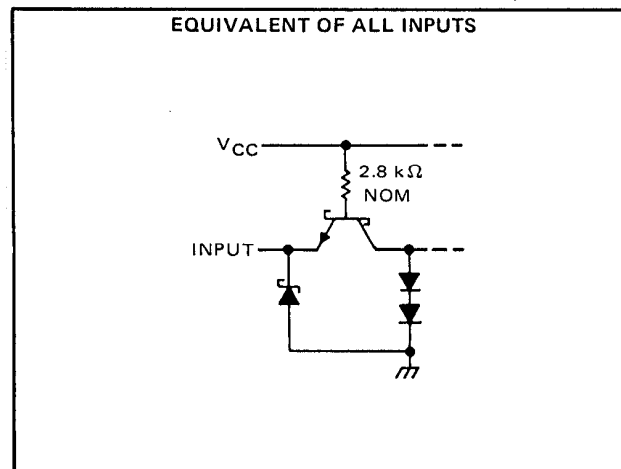 EQUIVALENT OF ALL INPUTS
VCC
2.8 kΩ
NOM
INPUT